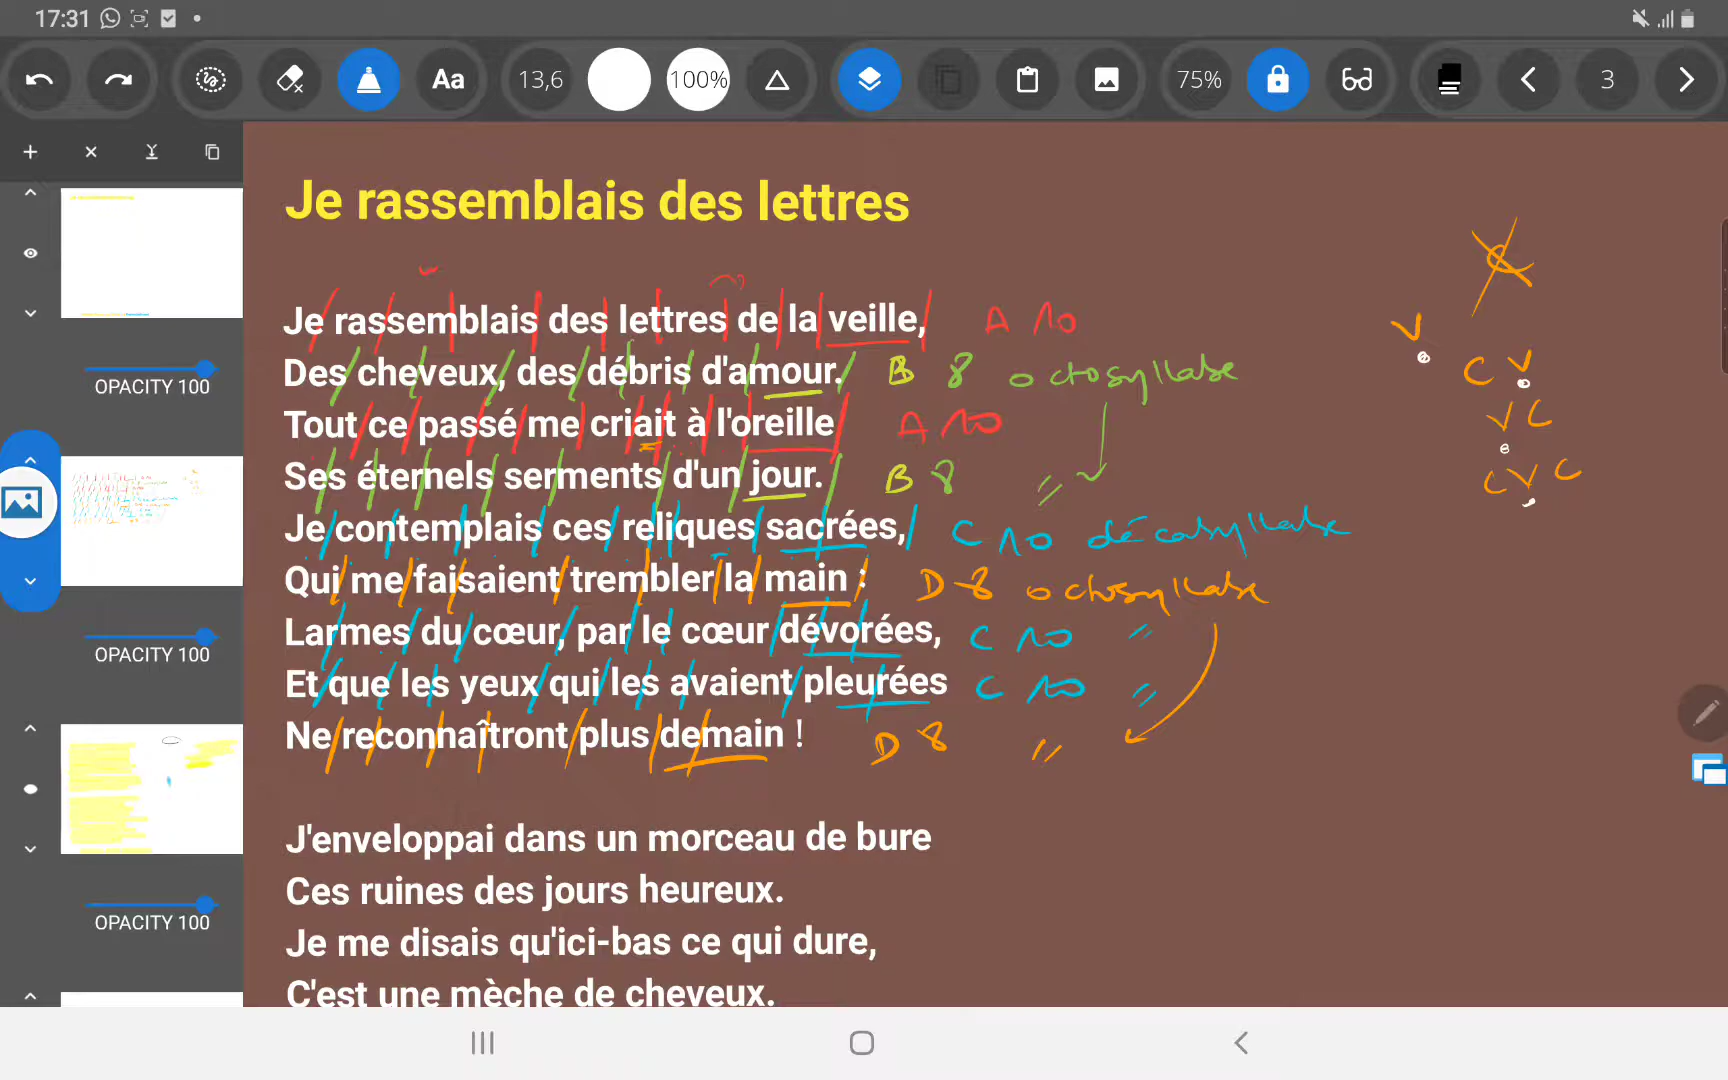 17:31
Aa 13,6 100% 75% 3
Je rassemblais des lettres
Je rassemblais des lettres de la veille, A 10
Des cheveux, des débris d'amour. B 8 octosyllabe
Tout ce passé me criait à l'oreille A 10
Ses éternels serments d'un jour. B 8 "
Je contemplais ces reliques sacrées, C 10 décasyllabe
Qui me faisaient trembler la main : D 8 octosyllabe
Larmes du cœur, par le cœur dévorées, C 10 "
Et que les yeux qui les avaient pleurées C 10 "
Ne reconnaîtront plus demain ! D 8 "
J'enveloppai dans un morceau de bure
Ces ruines des jours heureux.
Je me disais qu'ici-bas ce qui dure,
C'est une mèche de cheveux.
V
C V
V C
C V C
OPACITY 100
OPACITY 100
OPACITY 100